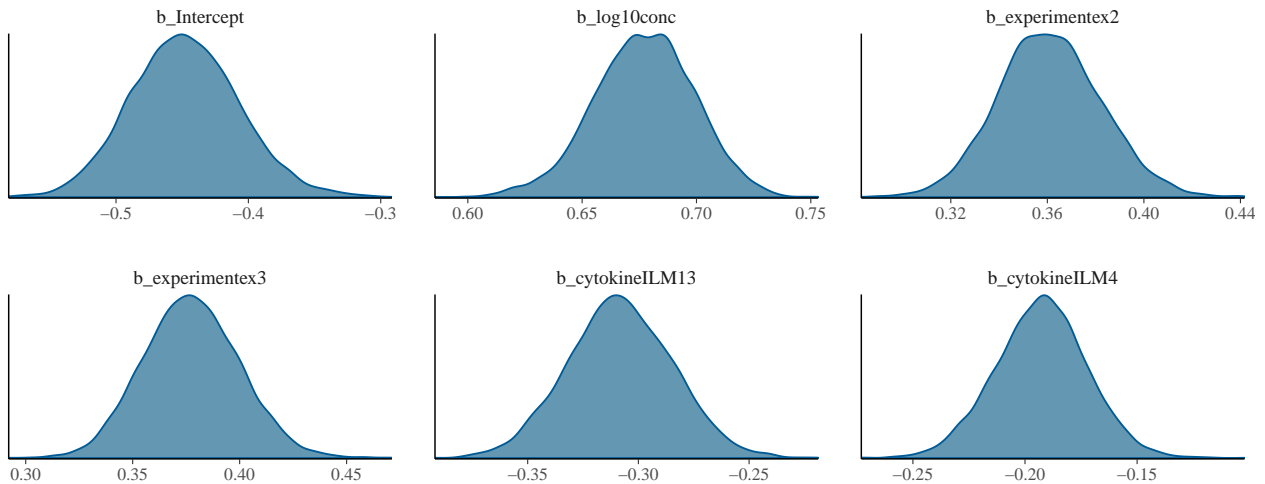 b_Intercept b_log10conc b_experimentex2
−0.5 −0.4 −0.3 0.60 0.65 0.70 0.75 0.32 0.36 0.40 0.44
b_experimentex3 b_cytokineILM13 b_cytokineILM4
0.30 0.35 0.40 0.45 −0.35 −0.30 −0.25 −0.25 −0.20 −0.15